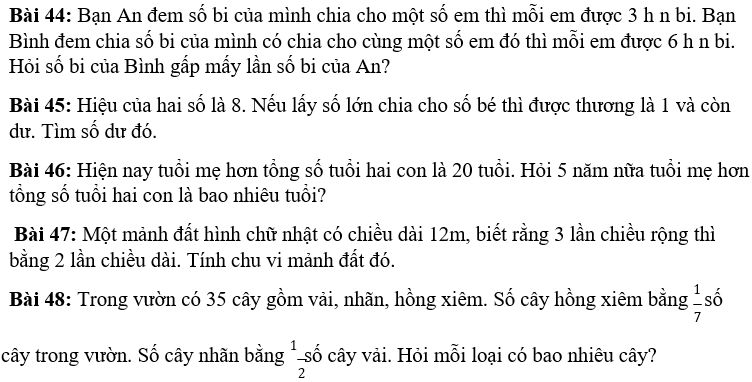 Bài 44: Bạn An đem số bi của mình chia cho một số em thì mỗi em được 3 h n bi. Bạn
Bình đem chia số bi của mình có chia cho cùng một số em đó thì mỗi em được 6 h n bi.
Hỏi số bi của Bình gấp mấy lần số bi của An?
Bài 45: Hiệu của hai số là 8. Nếu lấy số lớn chia cho số bé thì được thương là 1 và còn
dư. Tìm số dư đó.
Bài 46: Hiện nay tuổi mẹ hơn tổng số tuổi hai con là 20 tuổi. Hỏi 5 năm nữa tuổi mẹ hơn
tổng số tuổi hai con là bao nhiêu tuổi?
Bài 47: Một mảnh đất hình chữ nhật có chiều dài 12m, biết rằng 3 lần chiều rộng thì
bằng 2 lần chiều dài. Tính chu vi mảnh đất đó.
Bài 48: Trong vườn có 35 cây gồm vải, nhãn, hồng xiêm. Số cây hồng xiêm bằng 1/7 số
cây trong vườn. Số cây nhãn bằng 1/2 số cây vải. Hỏi mỗi loại có bao nhiêu cây?